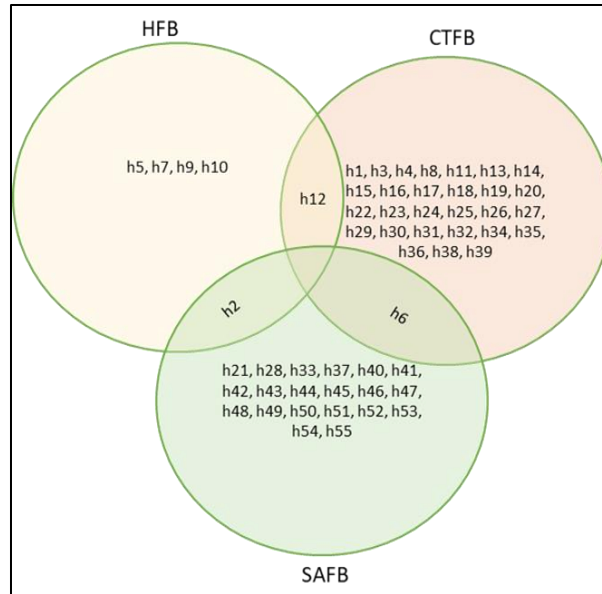 HFB
CTFB
h5, h7, h9, h10
h12
h1, h3, h4, h8, h11, h13, h14,
h15, h16, h17, h18, h19, h20,
h22, h23, h24, h25, h26, h27,
h29, h30, h31, h32, h34, h35,
h36, h38, h39
h2
h6
h21, h28, h33, h37, h40, h41,
h42, h43, h44, h45, h46, h47,
h48, h49, h50, h51, h52, h53,
h54, h55
SAFB